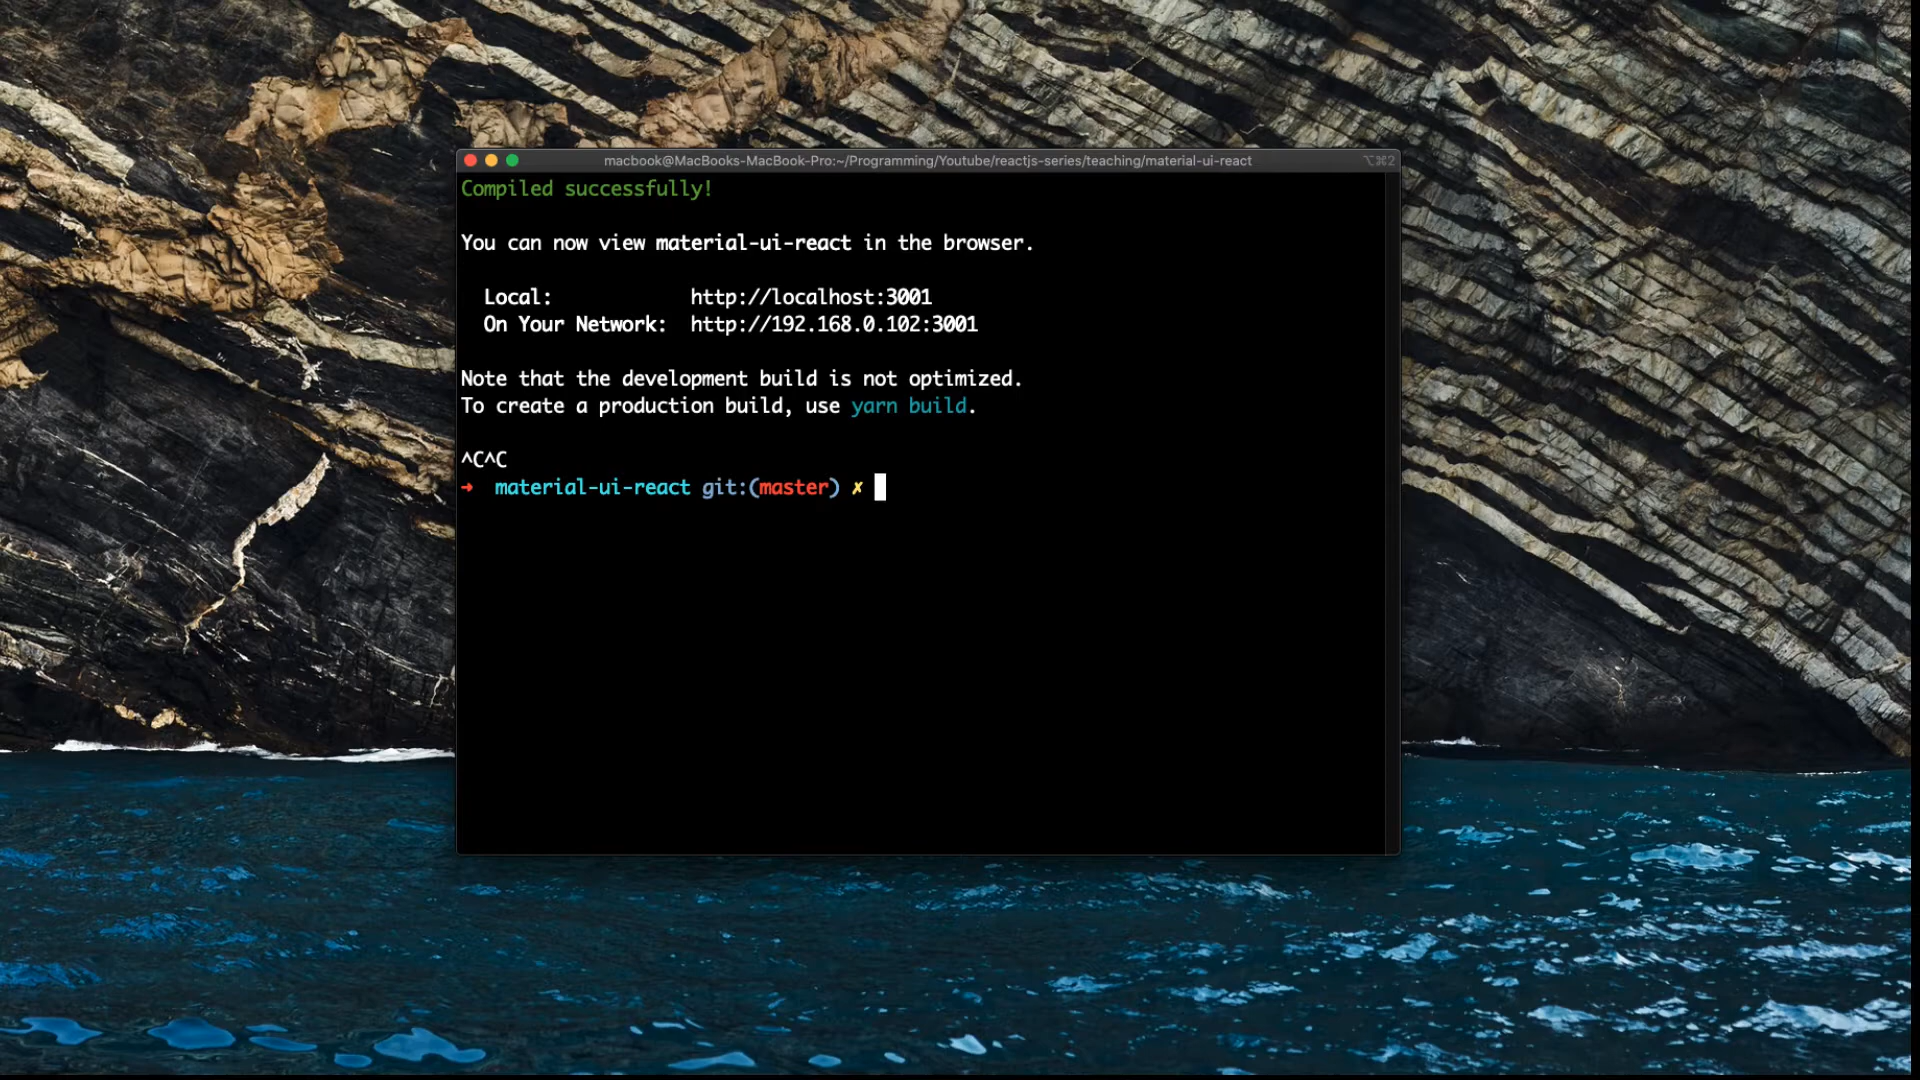 macbook@MacBooks-MacBook-Pro:~/Programming/Youtube/reactjs-series/teaching/material-ui-react ⌥⌘2
Compiled successfully!
You can now view material-ui-react in the browser.
Local: http://localhost:3001
On Your Network: http://192.168.0.102:3001
Note that the development build is not optimized.
To create a production build, use yarn build.
^C^C
➜ material-ui-react git:(master) ✗